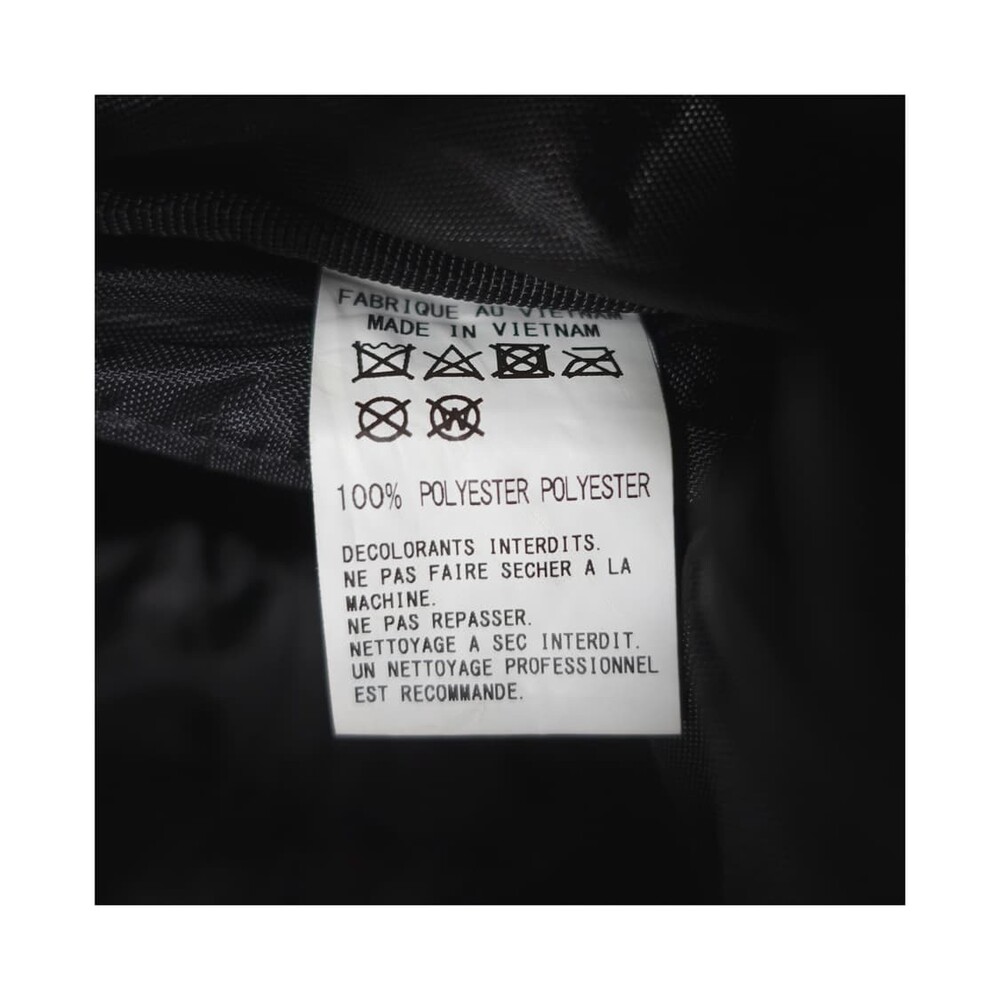 FABRIQUE AU VIETNAM
MADE IN VIETNAM
W
100% POLYESTER POLYESTER
DECOLORANTS INTERDITS.
NE PAS FAIRE SECHER A LA
MACHINE.
NE PAS REPASSER.
NETTOYAGE A SEC INTERDIT.
UN NETTOYAGE PROFESSIONNEL
EST RECOMMANDE.